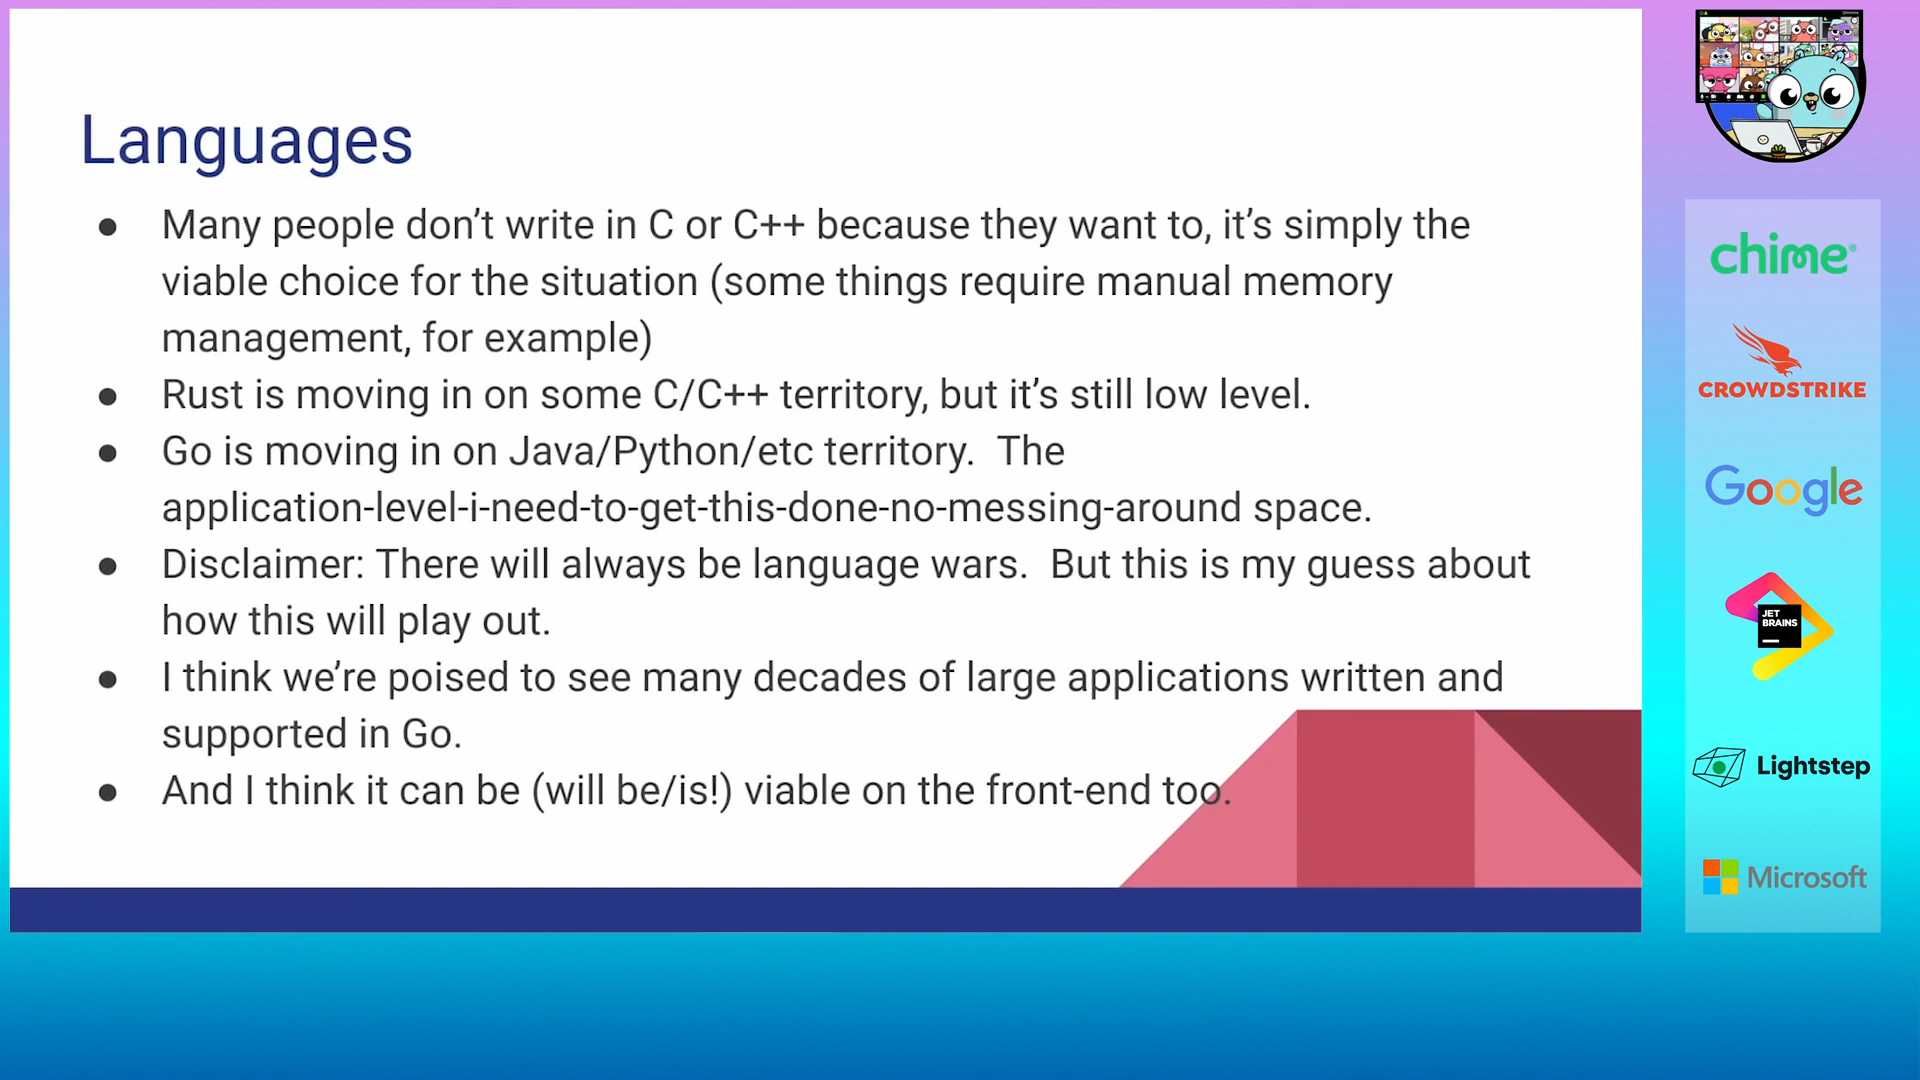 Languages
● Many people don’t write in C or C++ because they want to, it’s simply the
viable choice for the situation (some things require manual memory
management, for example)
● Rust is moving in on some C/C++ territory, but it’s still low level.
● Go is moving in on Java/Python/etc territory.  The
application-level-i-need-to-get-this-done-no-messing-around space.
● Disclaimer: There will always be language wars.  But this is my guess about
how this will play out.
● I think we’re poised to see many decades of large applications written and
supported in Go.
● And I think it can be (will be/is!) viable on the front-end too.
chime
CROWDSTRIKE
Google
JET
BRAINS
Lightstep
Microsoft